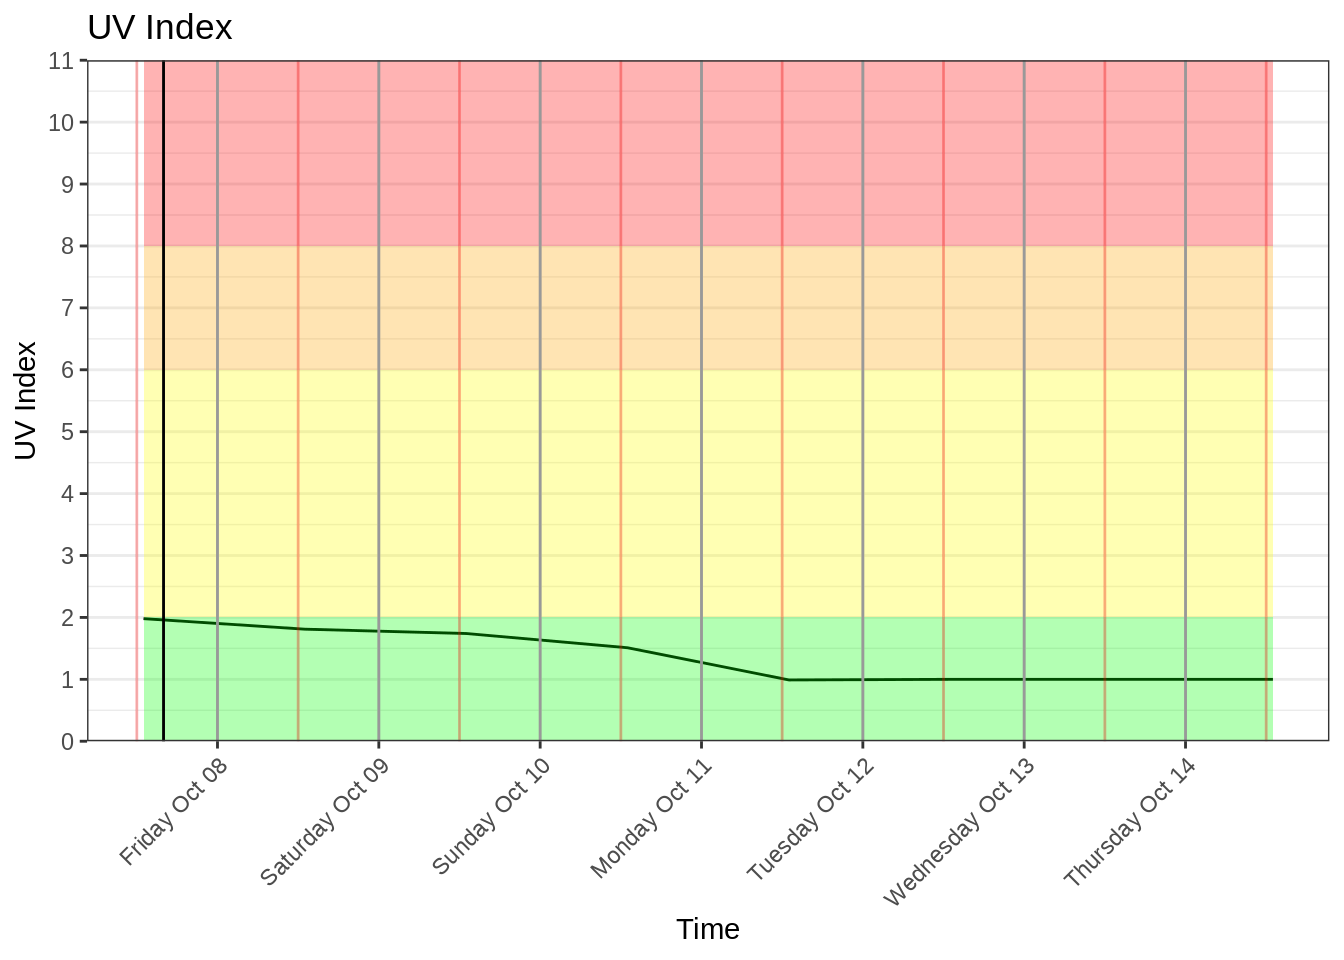 UV Index
11
10
9
8
7
6
5
4
3
2
1
0
UV Index
Friday Oct 08
Saturday Oct 09
Sunday Oct 10
Monday Oct 11
Tuesday Oct 12
Wednesday Oct 13
Thursday Oct 14
Time